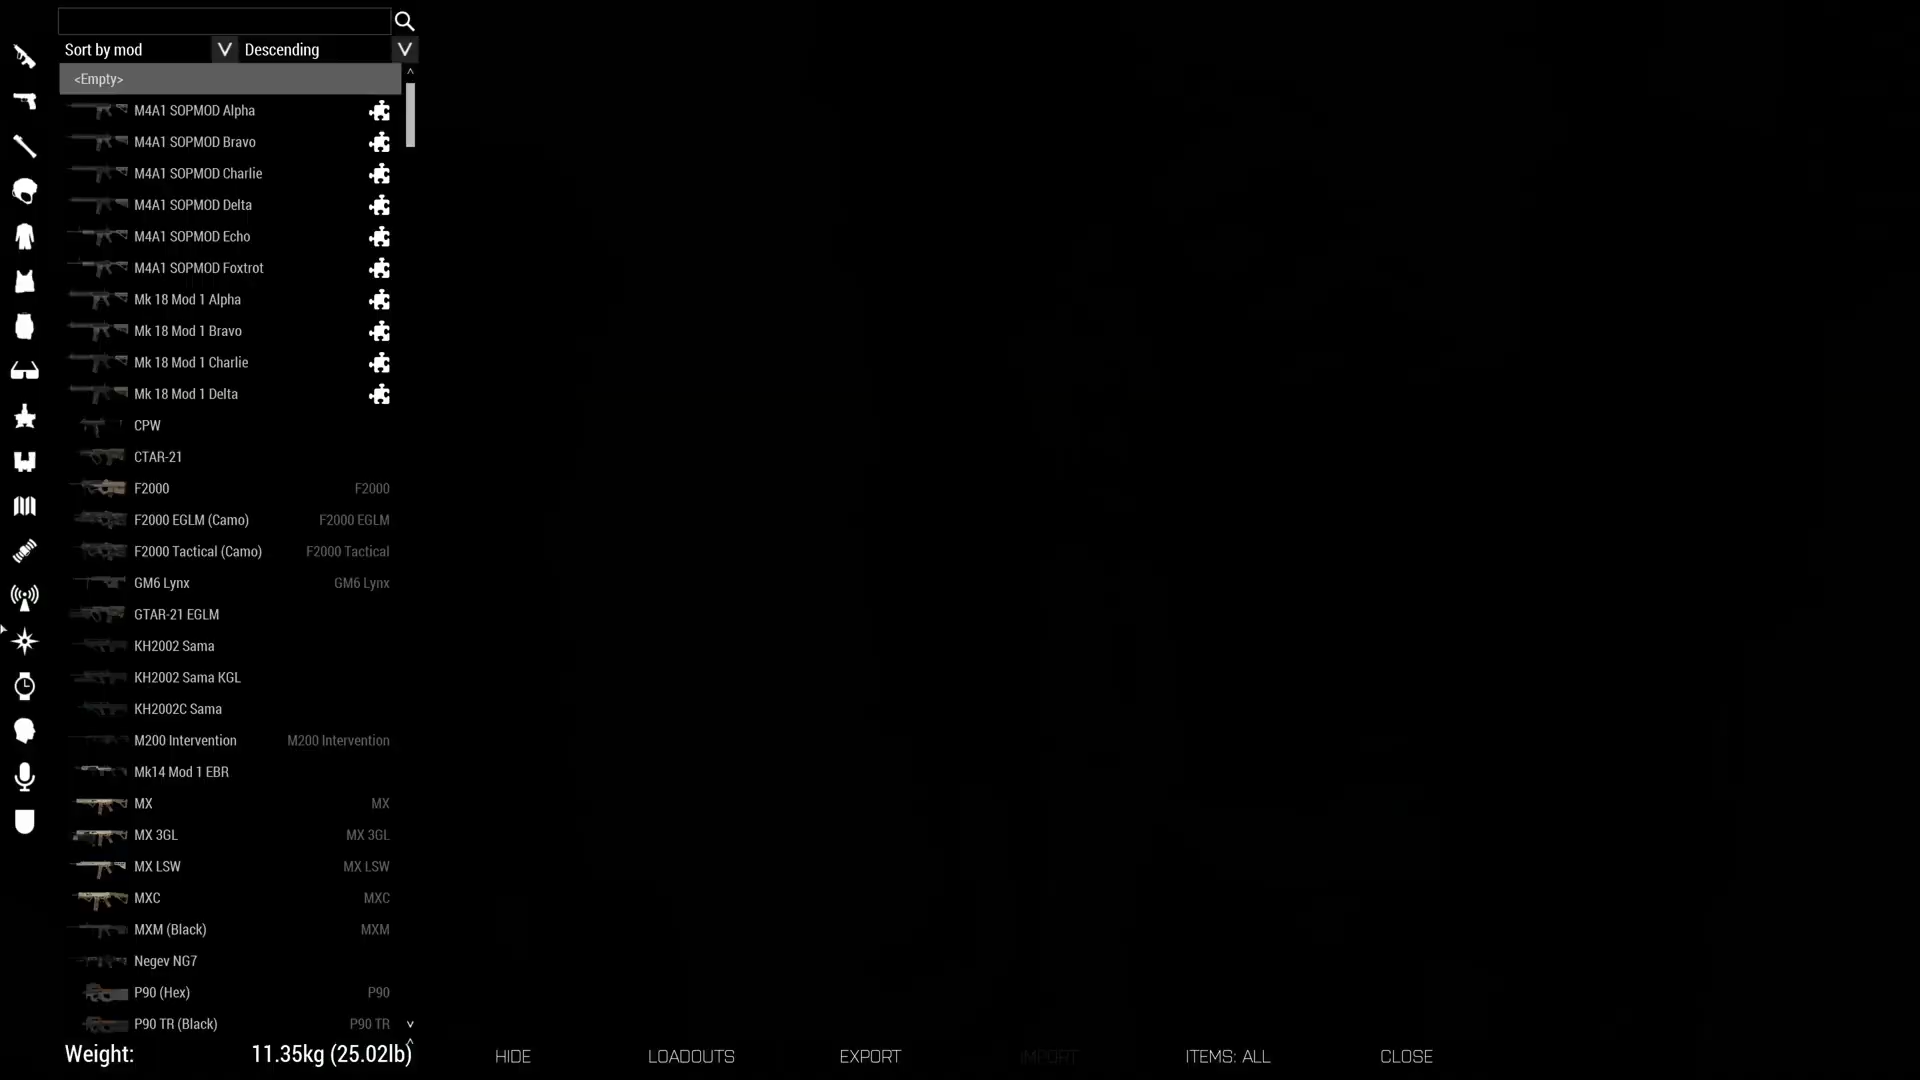 Sort by mod V Descending V
<Empty>
M4A1 SOPMOD Alpha
M4A1 SOPMOD Bravo
M4A1 SOPMOD Charlie
M4A1 SOPMOD Delta
M4A1 SOPMOD Echo
M4A1 SOPMOD Foxtrot
Mk 18 Mod 1 Alpha
Mk 18 Mod 1 Bravo
Mk 18 Mod 1 Charlie
Mk 18 Mod 1 Delta
CPW
CTAR-21
F2000 F2000
F2000 EGLM (Camo) F2000 EGLM
F2000 Tactical (Camo) F2000 Tactical
GM6 Lynx GM6 Lynx
GTAR-21 EGLM
KH2002 Sama
KH2002 Sama KGL
KH2002C Sama
M200 Intervention M200 Intervention
Mk14 Mod 1 EBR
MX MX
MX 3GL MX 3GL
MX LSW MX LSW
MXC MXC
MXM (Black) MXM
Negev NG7
P90 (Hex) P90
P90 TR (Black) P90 TR
Weight: 11.35kg (25.02lb) HIDE LOADOUTS EXPORT IMPORT ITEMS: ALL CLOSE